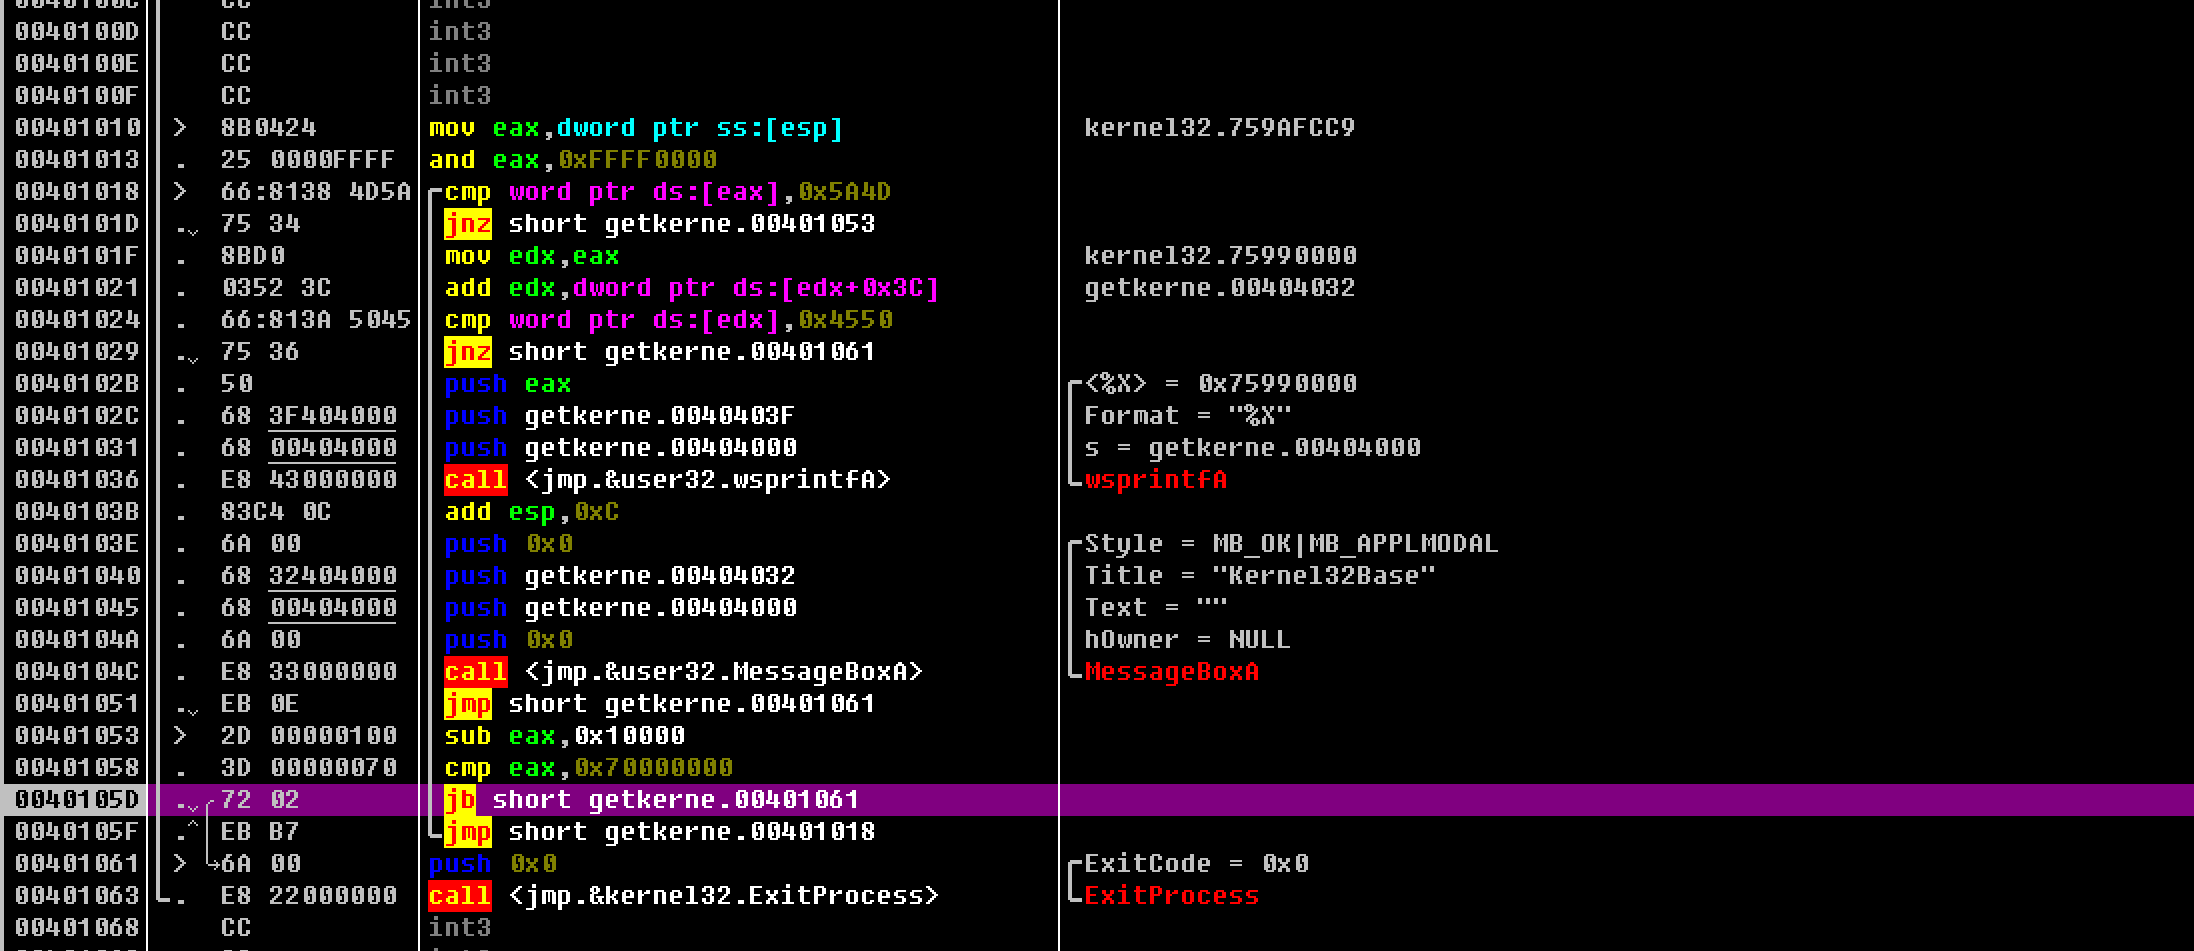 0040100C CC int3
0040100D CC int3
0040100E CC int3
0040100F CC int3
00401010 > 8B0424 mov eax,dword ptr ss:[esp] kernel32.759AFCC9
00401013 . 25 0000FFFF and eax,0xFFFF0000
00401018 > 66:8138 4D5A cmp word ptr ds:[eax],0x5A4D
0040101D . 75 34 jnz short getkerne.00401053
0040101F . 8BD0 mov edx,eax kernel32.75990000
00401021 . 0352 3C add edx,dword ptr ds:[edx+0x3C] getkerne.00404032
00401024 . 66:813A 5045 cmp word ptr ds:[edx],0x4550
00401029 . 75 36 jnz short getkerne.00401061
0040102B . 50 push eax <%X> = 0x75990000
0040102C . 68 3F404000 push getkerne.0040403F Format = "%X"
00401031 . 68 00404000 push getkerne.00404000 s = getkerne.00404000
00401036 . E8 43000000 call <jmp.&user32.wsprintfA> wsprintfA
0040103B . 83C4 0C add esp,0xC
0040103E . 6A 00 push 0x0 Style = MB_OK|MB_APPLMODAL
00401040 . 68 32404000 push getkerne.00404032 Title = "Kernel32Base"
00401045 . 68 00404000 push getkerne.00404000 Text = ""
0040104A . 6A 00 push 0x0 hOwner = NULL
0040104C . E8 33000000 call <jmp.&user32.MessageBoxA> MessageBoxA
00401051 . EB 0E jmp short getkerne.00401061
00401053 > 2D 00000100 sub eax,0x10000
00401058 . 3D 00000070 cmp eax,0x70000000
0040105D . 72 02 jb short getkerne.00401061
0040105F . EB B7 jmp short getkerne.00401018
00401061 > 6A 00 push 0x0 ExitCode = 0x0
00401063 . E8 22000000 call <jmp.&kernel32.ExitProcess> ExitProcess
00401068 CC int3